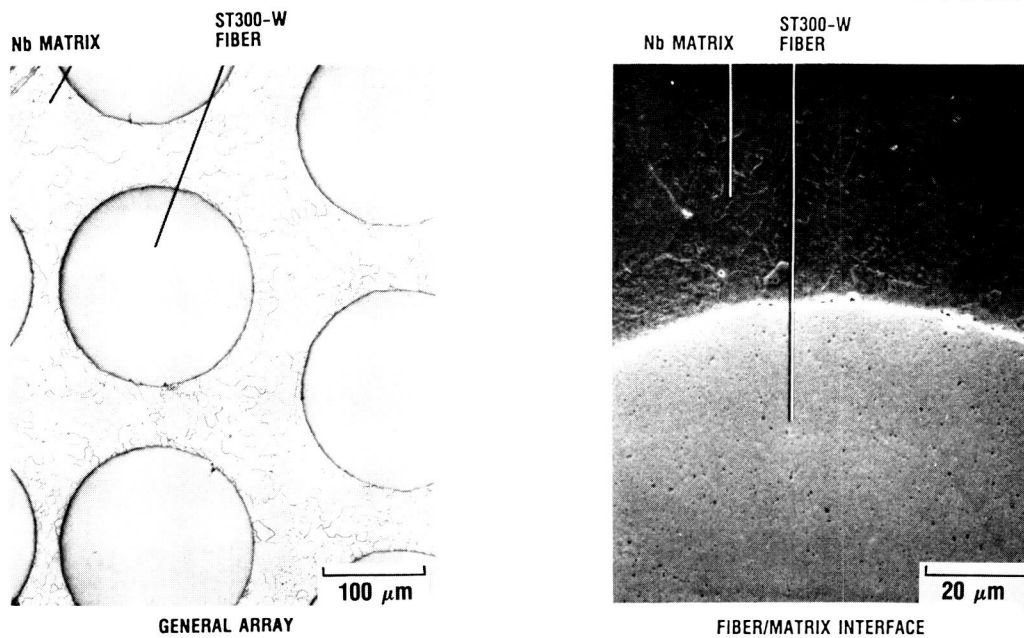 Nb MATRIX
ST300-W
FIBER
100 μm
GENERAL ARRAY
Nb MATRIX
ST300-W
FIBER
20 μm
FIBER/MATRIX INTERFACE